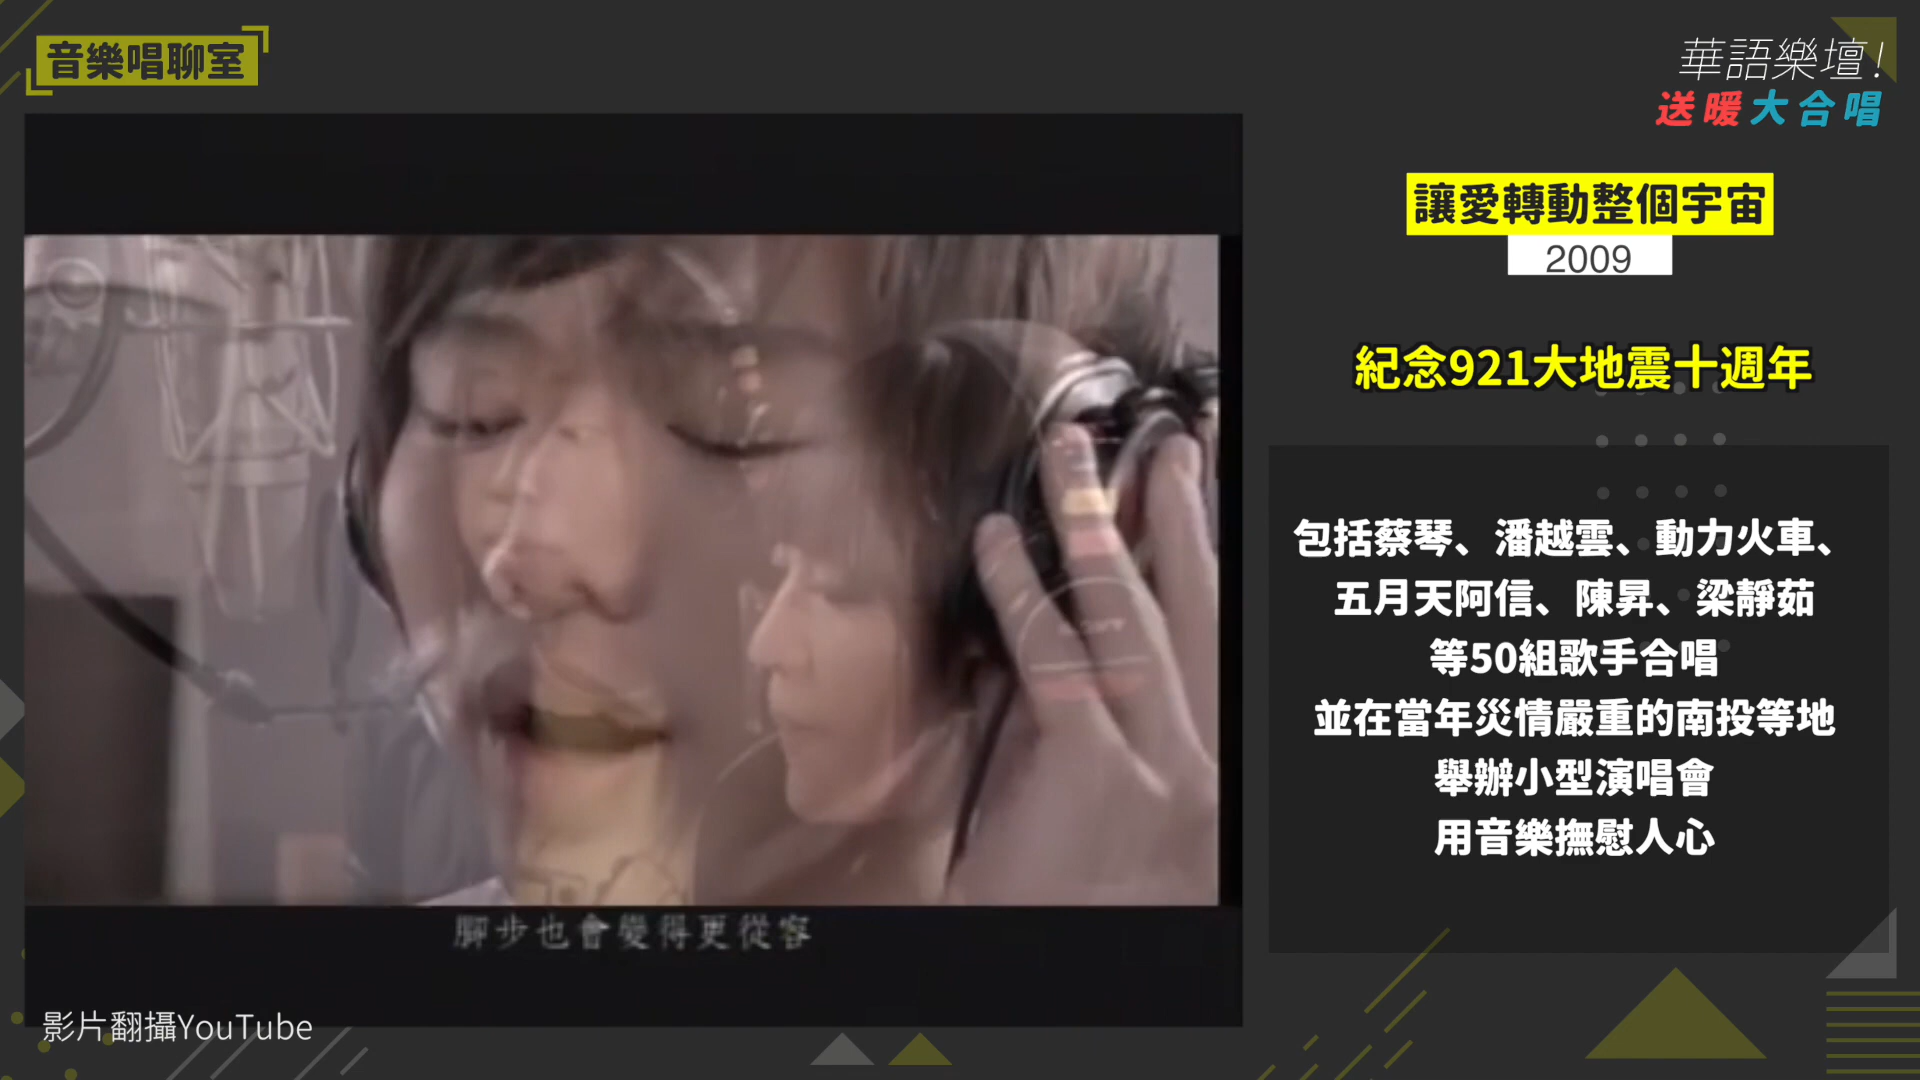 音樂唱聊室
華語樂壇!
送暖大合唱
讓愛轉動整個宇宙
2009
紀念921大地震十週年
包括蔡琴、潘越雲、動力火車、
五月天阿信、陳昇、梁靜茹
等50組歌手合唱
並在當年災情嚴重的南投等地
舉辦小型演唱會
用音樂撫慰人心
腳步也會變得更從容
影片翻攝YouTube